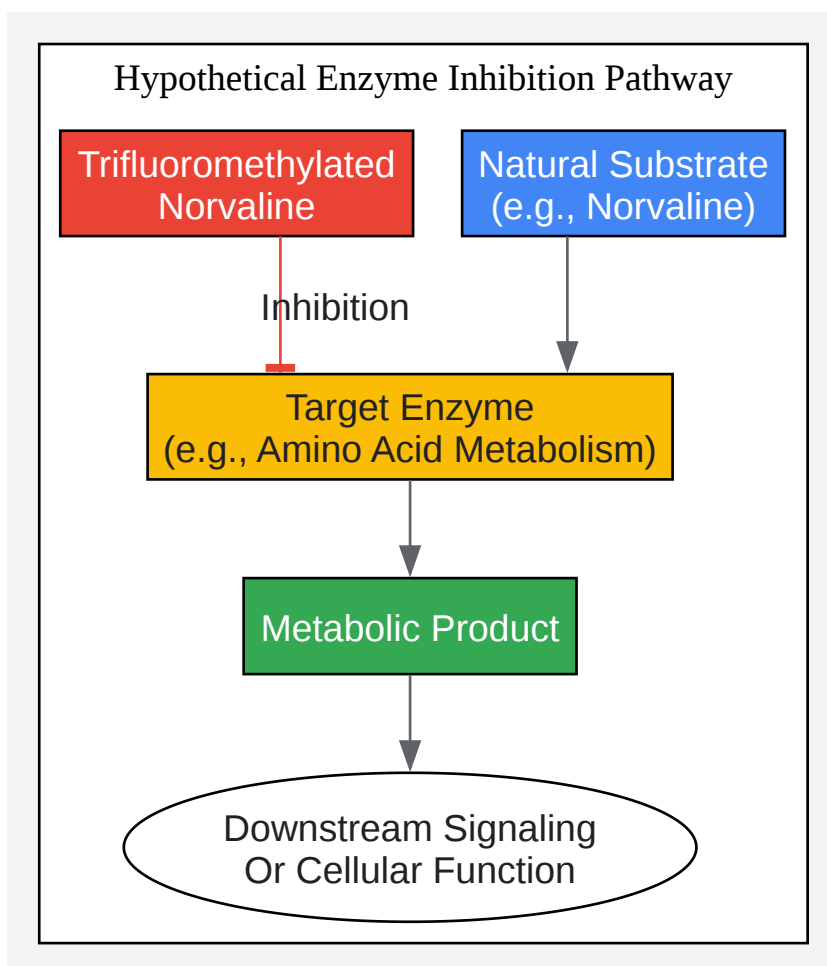 Hypothetical Enzyme Inhibition Pathway
Trifluoromethylated
Norvaline
Natural Substrate
(e.g., Norvaline)
Inhibition
Target Enzyme
(e.g., Amino Acid Metabolism)
Metabolic Product
Downstream Signaling
Or Cellular Function